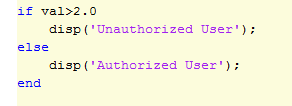 if val>2.0
    disp('Unauthorized User');
else
    disp('Authorized User');
end